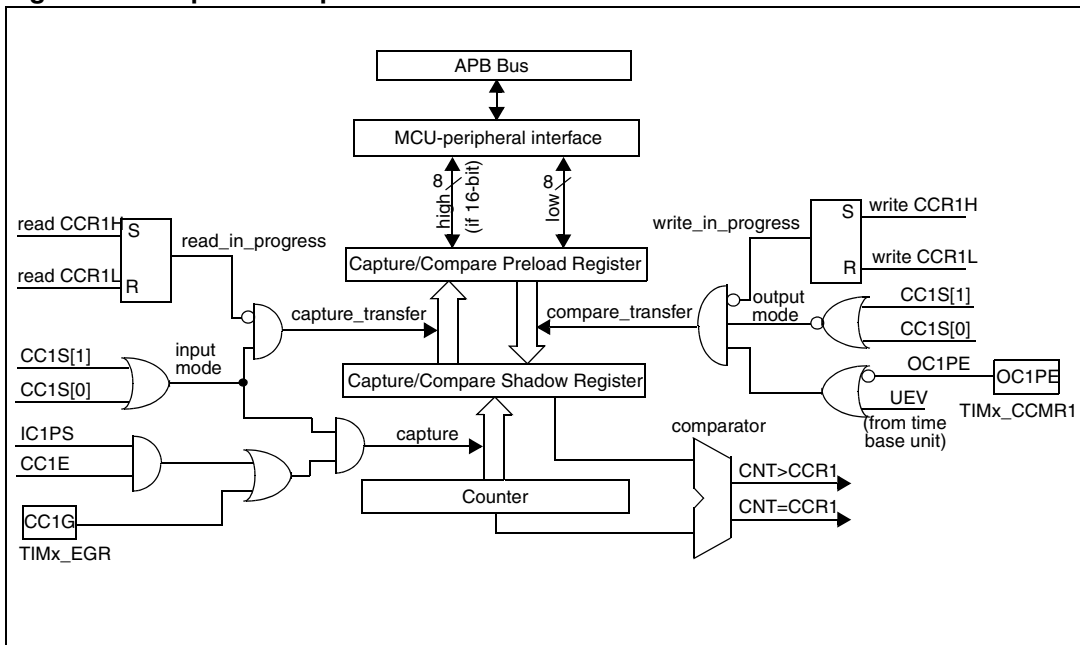 APB Bus
MCU-peripheral interface
8
high
(if 16-bit)
8
low
read CCR1H
S
read_in_progress
read CCR1L
R
write_in_progress
S
write CCR1H
R
write CCR1L
Capture/Compare Preload Register
capture_transfer
compare_transfer
output
mode
CC1S[1]
CC1S[0]
CC1S[1]
CC1S[0]
input
mode
Capture/Compare Shadow Register
OC1PE
OC1PE
UEV
(from time
base unit)
TIMx_CCMR1
IC1PS
CC1E
capture
comparator
CNT>CCR1
CNT=CCR1
Counter
CC1G
TIMx_EGR